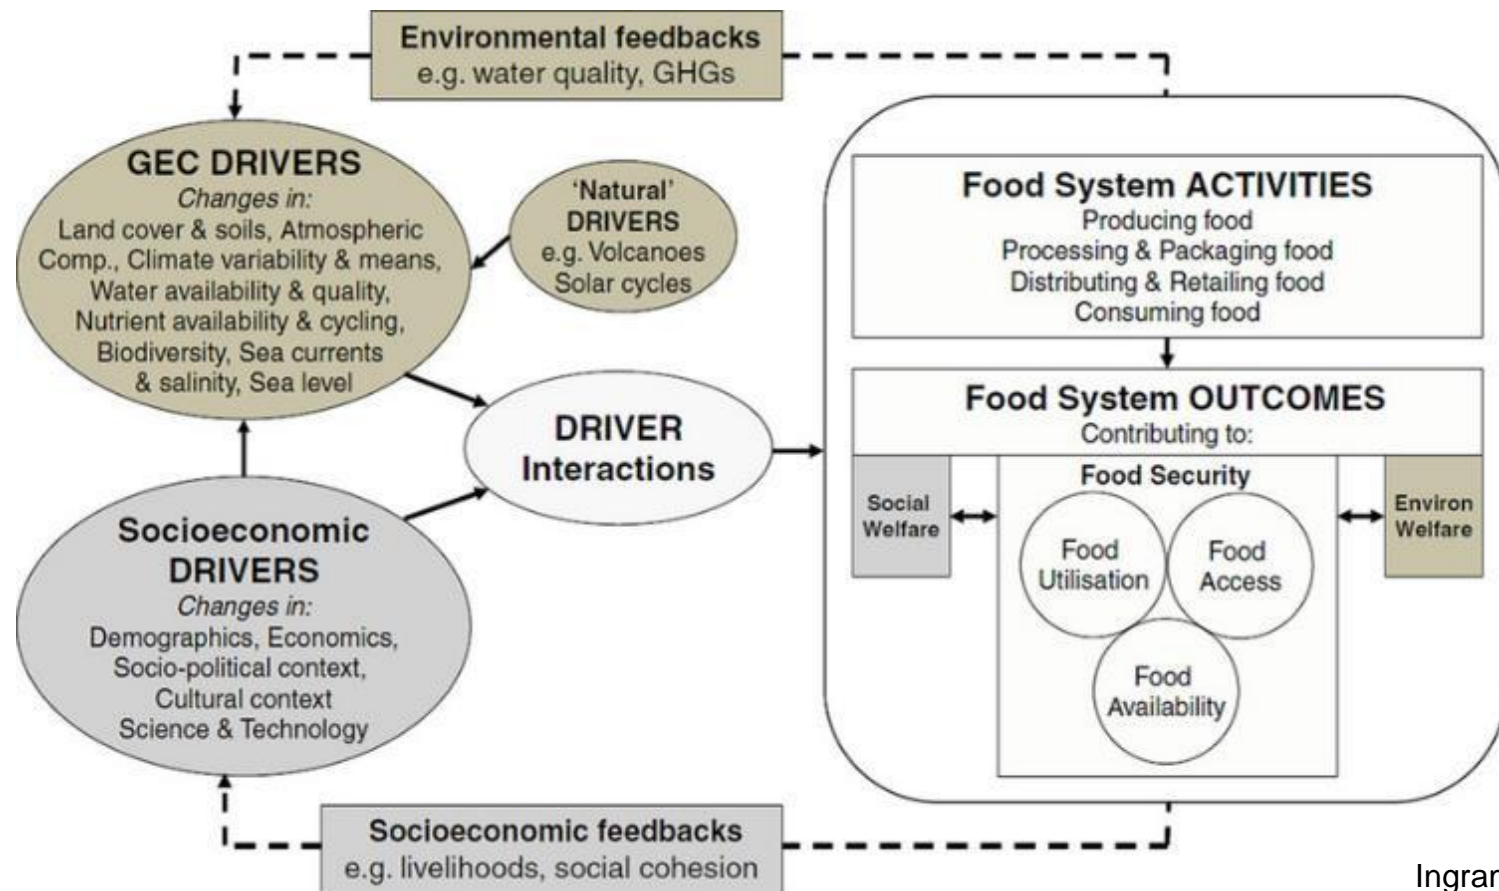 Environmental feedbacks
e.g. water quality, GHGs
GEC DRIVERS
Changes in:
Land cover & soils, Atmospheric
Comp., Climate variability & means,
Water availability & quality,
Nutrient availability & cycling,
Biodiversity, Sea currents
& salinity, Sea level
‘Natural’
DRIVERS
e.g. Volcanoes
Solar cycles
DRIVER
Interactions
Socioeconomic
DRIVERS
Changes in:
Demographics, Economics,
Socio-political context,
Cultural context
Science & Technology
Socioeconomic feedbacks
e.g. livelihoods, social cohesion
Food System ACTIVITIES
Producing food
Processing & Packaging food
Distributing & Retailing food
Consuming food
Food System OUTCOMES
Contributing to:
Social
Welfare
Food Security
Food
Utilisation
Food
Access
Food
Availability
Environ
Welfare